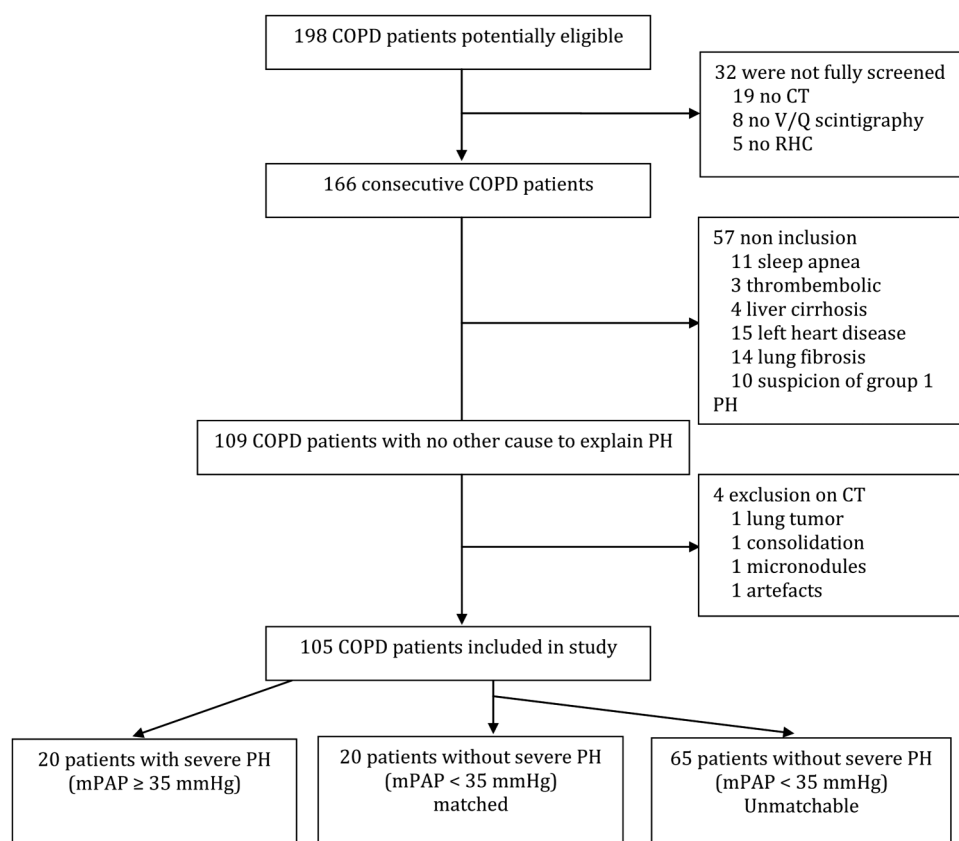 198 COPD patients potentially eligible
32 were not fully screened
19 no CT
8 no V/Q scintigraphy
5 no RHC
166 consecutive COPD patients
57 non inclusion
11 sleep apnea
3 thrombembolic
4 liver cirrhosis
15 left heart disease
14 lung fibrosis
10 suspicion of group 1
PH
109 COPD patients with no other cause to explain PH
4 exclusion on CT
1 lung tumor
1 consolidation
1 micronodules
1 artefacts
105 COPD patients included in study
20 patients with severe PH
(mPAP ≥ 35 mmHg)
20 patients without severe PH
(mPAP < 35 mmHg)
matched
65 patients without severe PH
(mPAP < 35 mmHg)
Unmatchable